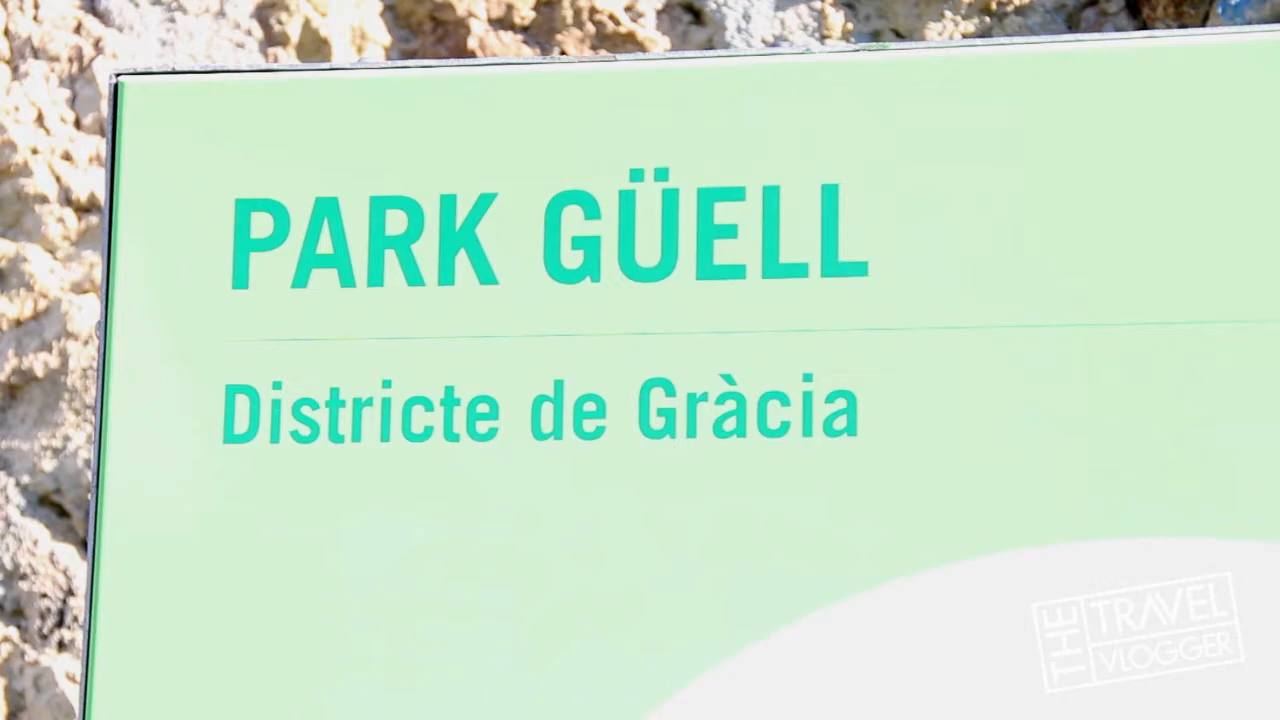 PARK GÜELL
Districte de Gràcia
THE
TRAVEL
VLOGGER